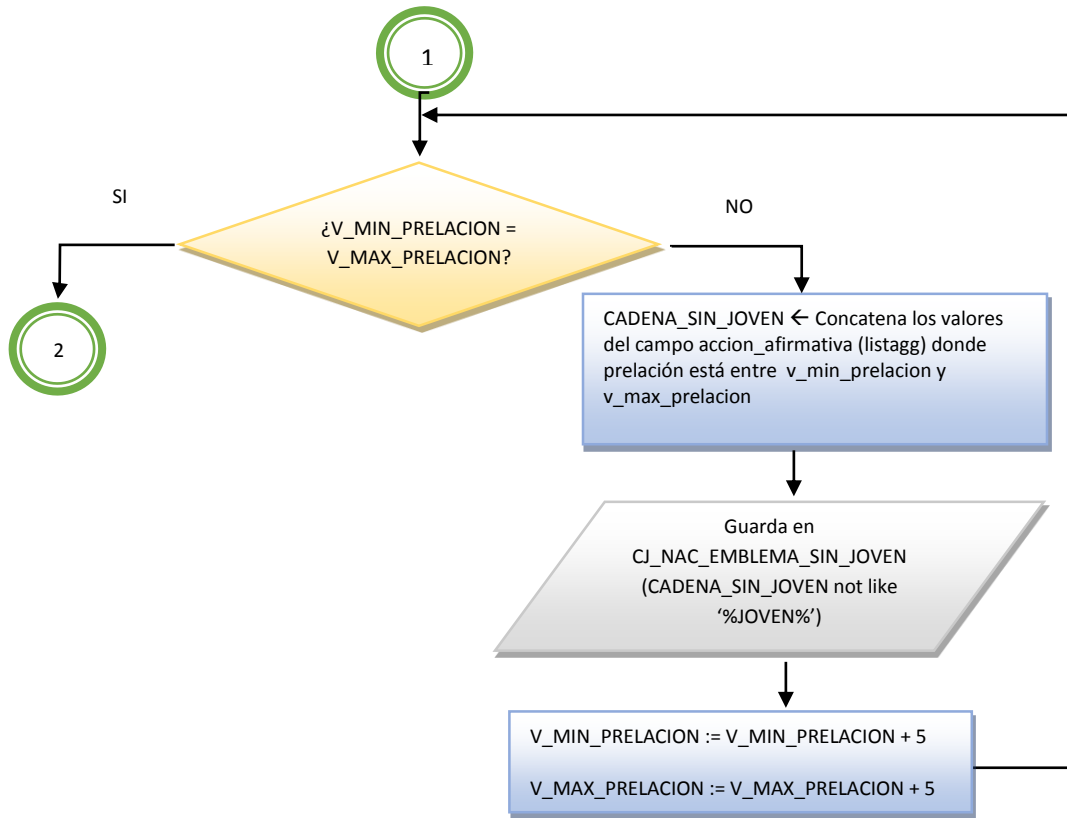 1
SI
¿V_MIN_PRELACION =
V_MAX_PRELACION?
NO
2
CADENA_SIN_JOVEN ← Concatena los valores
del campo accion_afirmativa (listagg) donde
prelación está entre v_min_prelacion y
v_max_prelacion
Guarda en
CJ_NAC_EMBLEMA_SIN_JOVEN
(CADENA_SIN_JOVEN not like
‘%JOVEN%’)
V_MIN_PRELACION := V_MIN_PRELACION + 5
V_MAX_PRELACION := V_MAX_PRELACION + 5